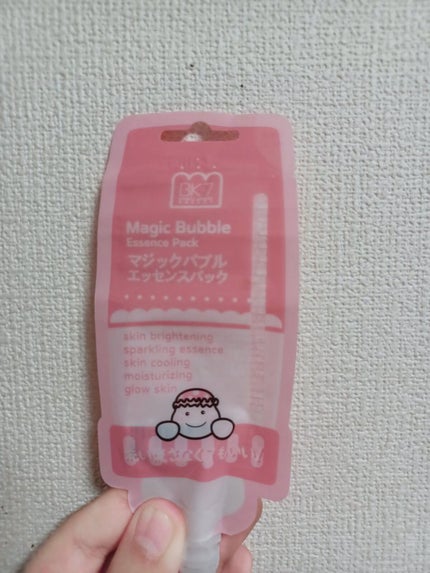 BK7
Magic Bubble
Essence Pack
マジックバブル
エッセンスパック
skin brightening
sparkling essence
skin cooling
moisturizing
glow skin